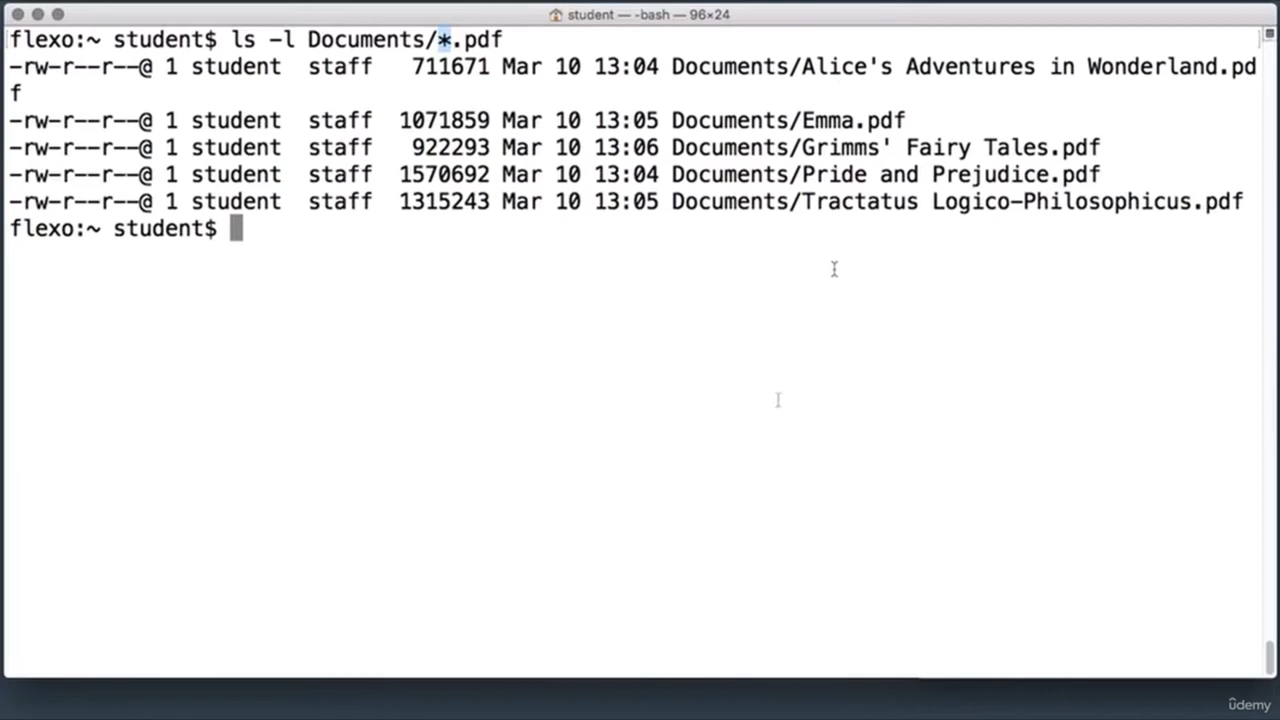 student — -bash — 96×24
flexo:~ student$ ls -l Documents/*.pdf
-rw-r--r--@ 1 student  staff   711671 Mar 10 13:04 Documents/Alice's Adventures in Wonderland.pd
f
-rw-r--r--@ 1 student  staff  1071859 Mar 10 13:05 Documents/Emma.pdf
-rw-r--r--@ 1 student  staff   922293 Mar 10 13:06 Documents/Grimms' Fairy Tales.pdf
-rw-r--r--@ 1 student  staff  1570692 Mar 10 13:04 Documents/Pride and Prejudice.pdf
-rw-r--r--@ 1 student  staff  1315243 Mar 10 13:05 Documents/Tractatus Logico-Philosophicus.pdf
flexo:~ student$
ûdemy